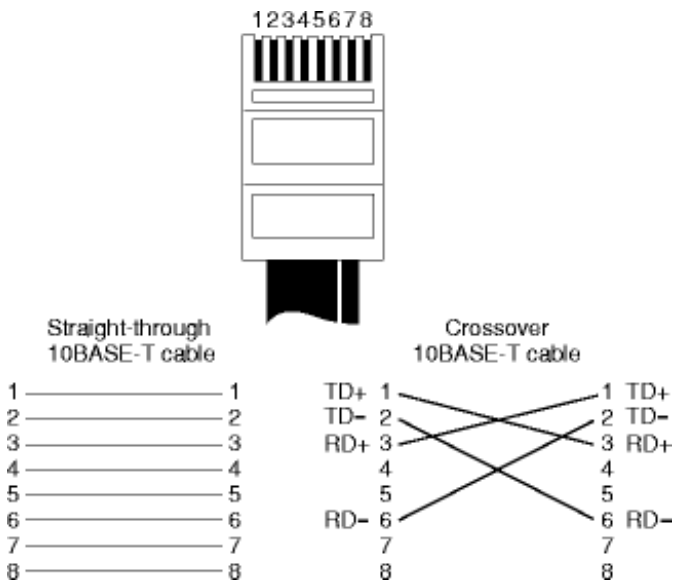 12345678
Straight-through
10BASE-T cable
Crossover
10BASE-T cable
1 1 TD+ 1 1 TD+
2 2 TD- 2 2 TD-
3 3 RD+ 3 3 RD+
4 4 4 4
5 5 5 5
6 6 RD- 6 6 RD-
7 7 7 7
8 8 8 8